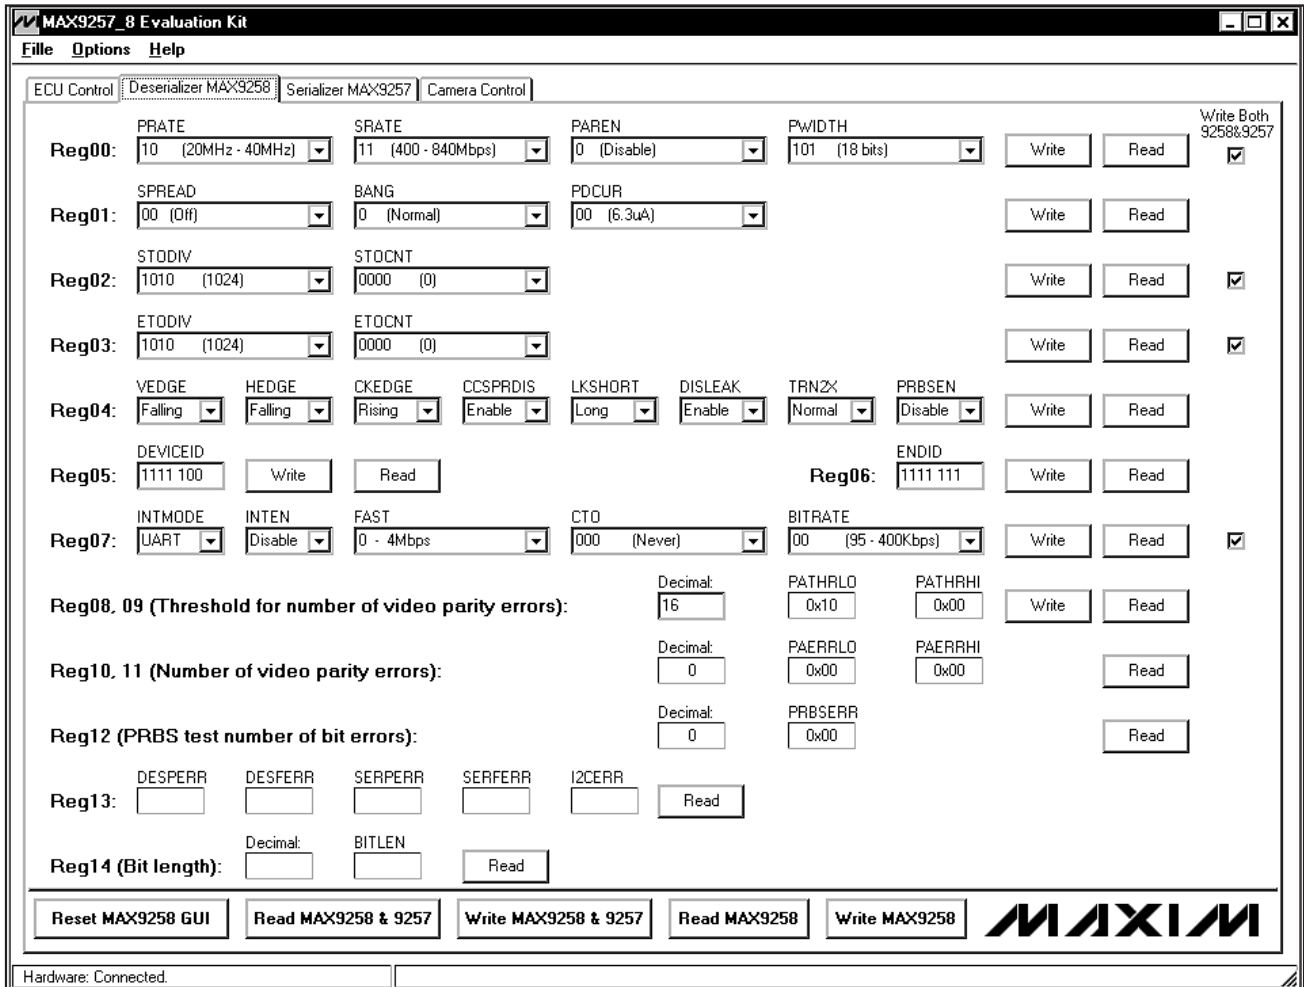 MAX9257_8 Evaluation Kit
Fille Options Help
ECU Control Deserializer MAX9258 Serializer MAX9257 Camera Control
Write Both
9258&9257
PRATE SRATE PAREN PWIDTH
Reg00: 10 (20MHz - 40MHz) 11 (400 - 840Mbps) 0 (Disable) 101 (18 bits) Write Read
SPREAD BANG PDCUR
Reg01: 00 (Off) 0 (Normal) 00 (6.3uA) Write Read
STODIV STOCNT
Reg02: 1010 (1024) 0000 (0) Write Read
ETODIV ETOCNT
Reg03: 1010 (1024) 0000 (0) Write Read
VEDGE HEDGE CKEDGE CCSPRDIS LKSHORT DISLEAK TRN2X PRBSEN
Reg04: Falling Falling Rising Enable Long Enable Normal Disable Write Read
DEVICEID ENDID
Reg05: 1111 100 Write Read Reg06: 1111 111 Write Read
INTMODE INTEN FAST CTO BITRATE
Reg07: UART Disable 0 - 4Mbps 000 (Never) 00 (95 - 400Kbps) Write Read
Decimal: PATHRLO PATHRHI
Reg08, 09 (Threshold for number of video parity errors): 16 0x10 0x00 Write Read
Decimal: PAERRLO PAERRHI
Reg10, 11 (Number of video parity errors): 0 0x00 0x00 Read
Decimal: PRBSERR
Reg12 (PRBS test number of bit errors): 0 0x00 Read
DESPERR DESFERR SERPERR SERFERR I2CERR
Reg13: Read
Decimal: BITLEN
Reg14 (Bit length): Read
Reset MAX9258 GUI Read MAX9258 & 9257 Write MAX9258 & 9257 Read MAX9258 Write MAX9258 MAXIM
Hardware: Connected.